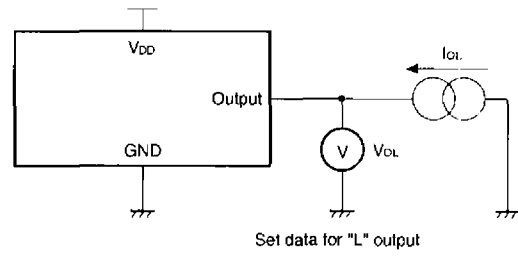 VDD
IOL
Output
GND
V
VOL
Set data for "L" output